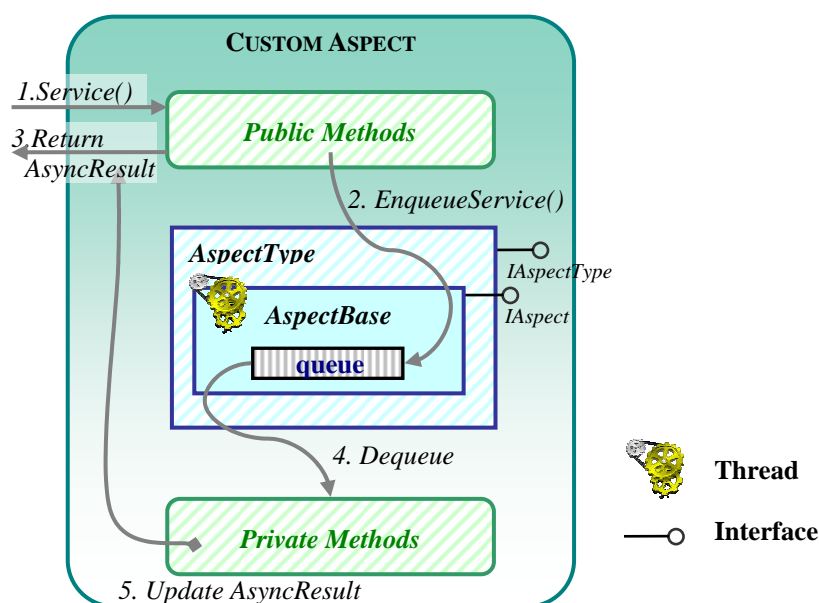 CUSTOM ASPECT
1.Service()
Public Methods
3.Return
AsyncResult
2. EnqueueService()
AspectType
IAspectType
AspectBase
IAspect
queue
4. Dequeue
Thread
Private Methods
Interface
5. Update AsyncResult